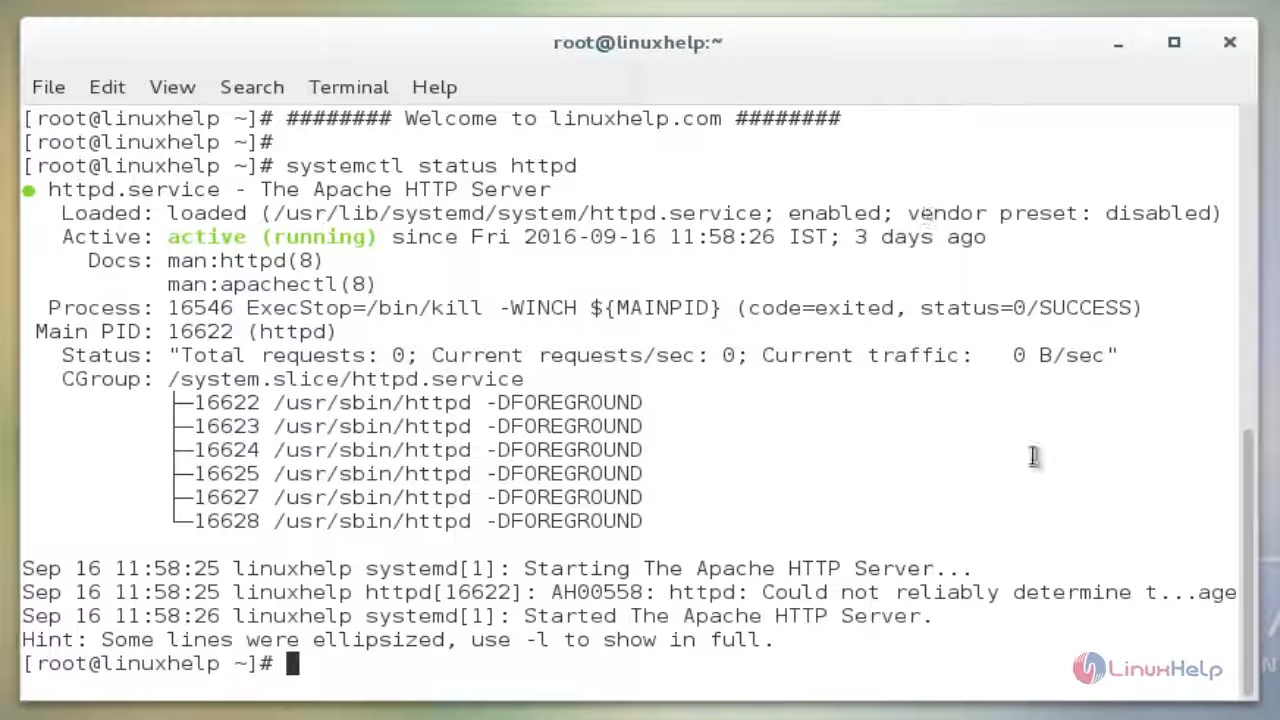 root@linuxhelp:~
File Edit View Search Terminal Help
[root@linuxhelp ~]# ######## Welcome to linuxhelp.com ########
[root@linuxhelp ~]#
[root@linuxhelp ~]# systemctl status httpd
● httpd.service - The Apache HTTP Server
   Loaded: loaded (/usr/lib/systemd/system/httpd.service; enabled; vendor preset: disabled)
   Active: active (running) since Fri 2016-09-16 11:58:26 IST; 3 days ago
     Docs: man:httpd(8)
           man:apachectl(8)
  Process: 16546 ExecStop=/bin/kill -WINCH ${MAINPID} (code=exited, status=0/SUCCESS)
 Main PID: 16622 (httpd)
   Status: "Total requests: 0; Current requests/sec: 0; Current traffic:   0 B/sec"
   CGroup: /system.slice/httpd.service
           ├─16622 /usr/sbin/httpd -DFOREGROUND
           ├─16623 /usr/sbin/httpd -DFOREGROUND
           ├─16624 /usr/sbin/httpd -DFOREGROUND
           ├─16625 /usr/sbin/httpd -DFOREGROUND
           ├─16627 /usr/sbin/httpd -DFOREGROUND
           └─16628 /usr/sbin/httpd -DFOREGROUND
Sep 16 11:58:25 linuxhelp systemd[1]: Starting The Apache HTTP Server...
Sep 16 11:58:25 linuxhelp httpd[16622]: AH00558: httpd: Could not reliably determine t...age
Sep 16 11:58:26 linuxhelp systemd[1]: Started The Apache HTTP Server.
Hint: Some lines were ellipsized, use -l to show in full.
[root@linuxhelp ~]#
LinuxHelp